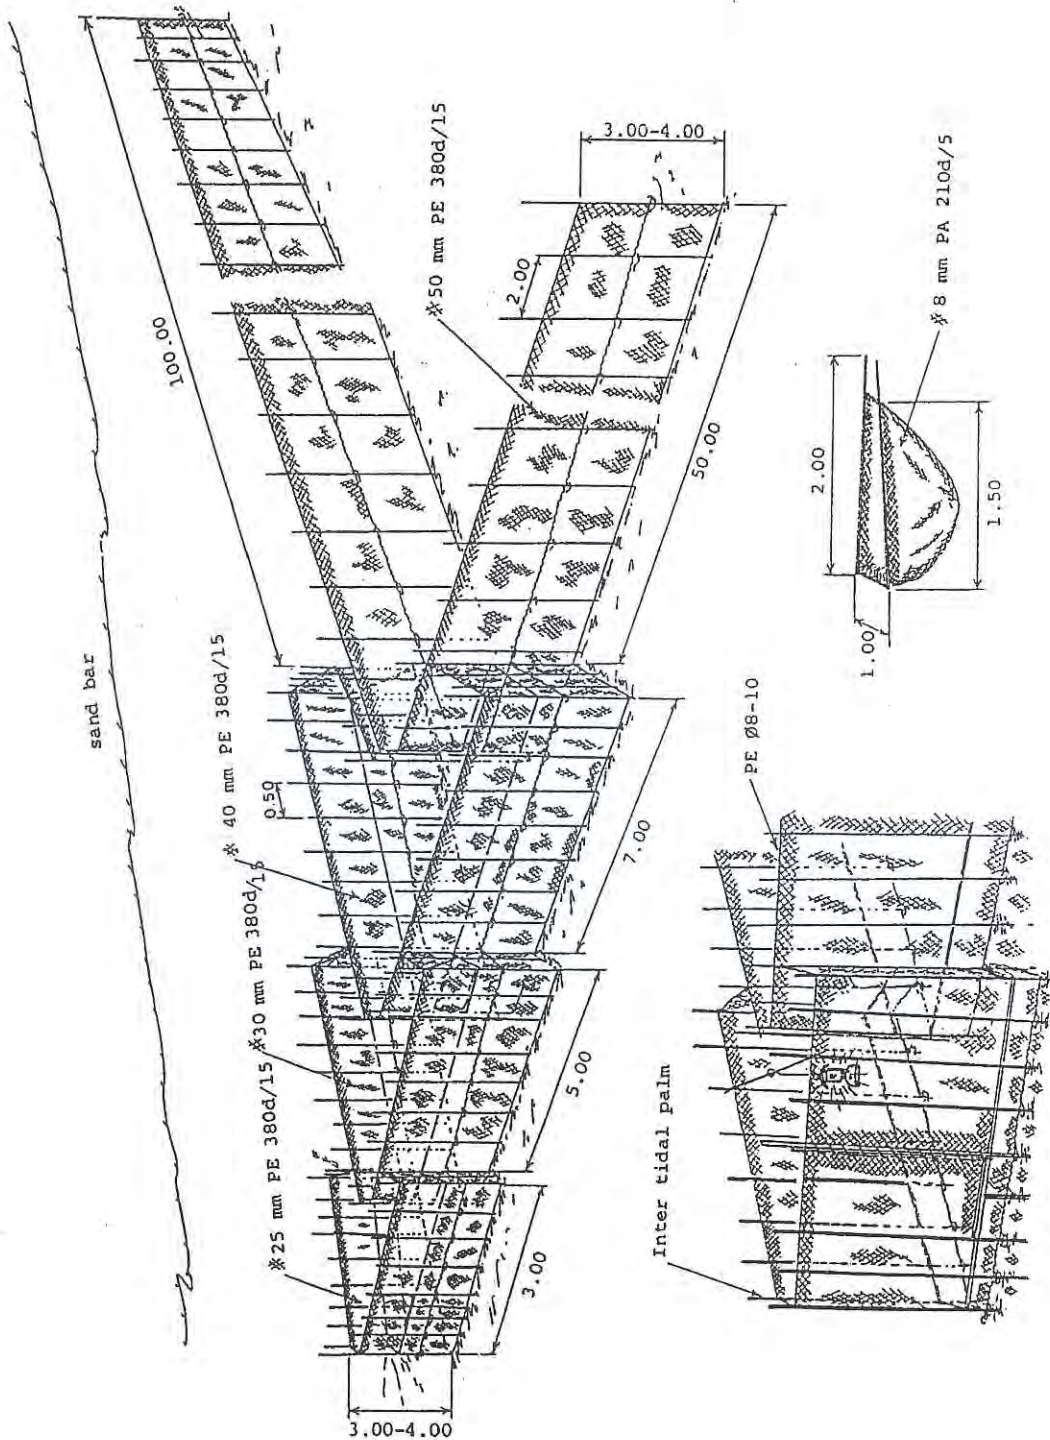 sand bar
100.00
3.00-4.00
※50 mm PE 380d/15
2.00
50.00
※ 40 mm PE 380d/15
0.50
7.00
※30 mm PE 380d/15
5.00
※25 mm PE 380d/15
3.00
3.00-4.00
2.00
1.00
1.50
※ 8 mm PA 210d/5
PE Ø8-10
Inter tidal palm